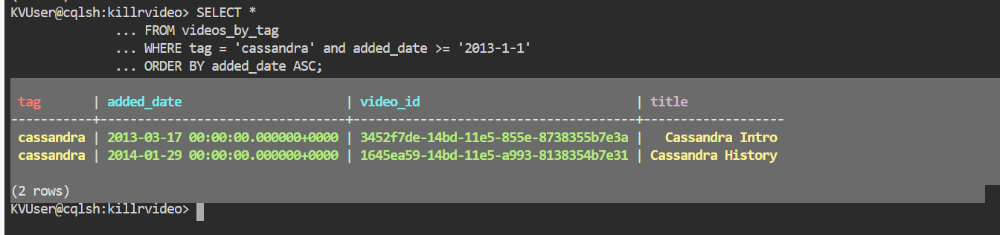 KVUser@cqlsh:killrvideo> SELECT *
             ... FROM videos_by_tag
             ... WHERE tag = 'cassandra' and added_date >= '2013-1-1'
             ... ORDER BY added_date ASC;
 tag       | added_date                      | video_id                             | title
-----------+---------------------------------+--------------------------------------+-------------------
 cassandra | 2013-03-17 00:00:00.000000+0000 | 3452f7de-14bd-11e5-855e-8738355b7e3a |   Cassandra Intro
 cassandra | 2014-01-29 00:00:00.000000+0000 | 1645ea59-14bd-11e5-a993-8138354b7e31 | Cassandra History
(2 rows)
KVUser@cqlsh:killrvideo>